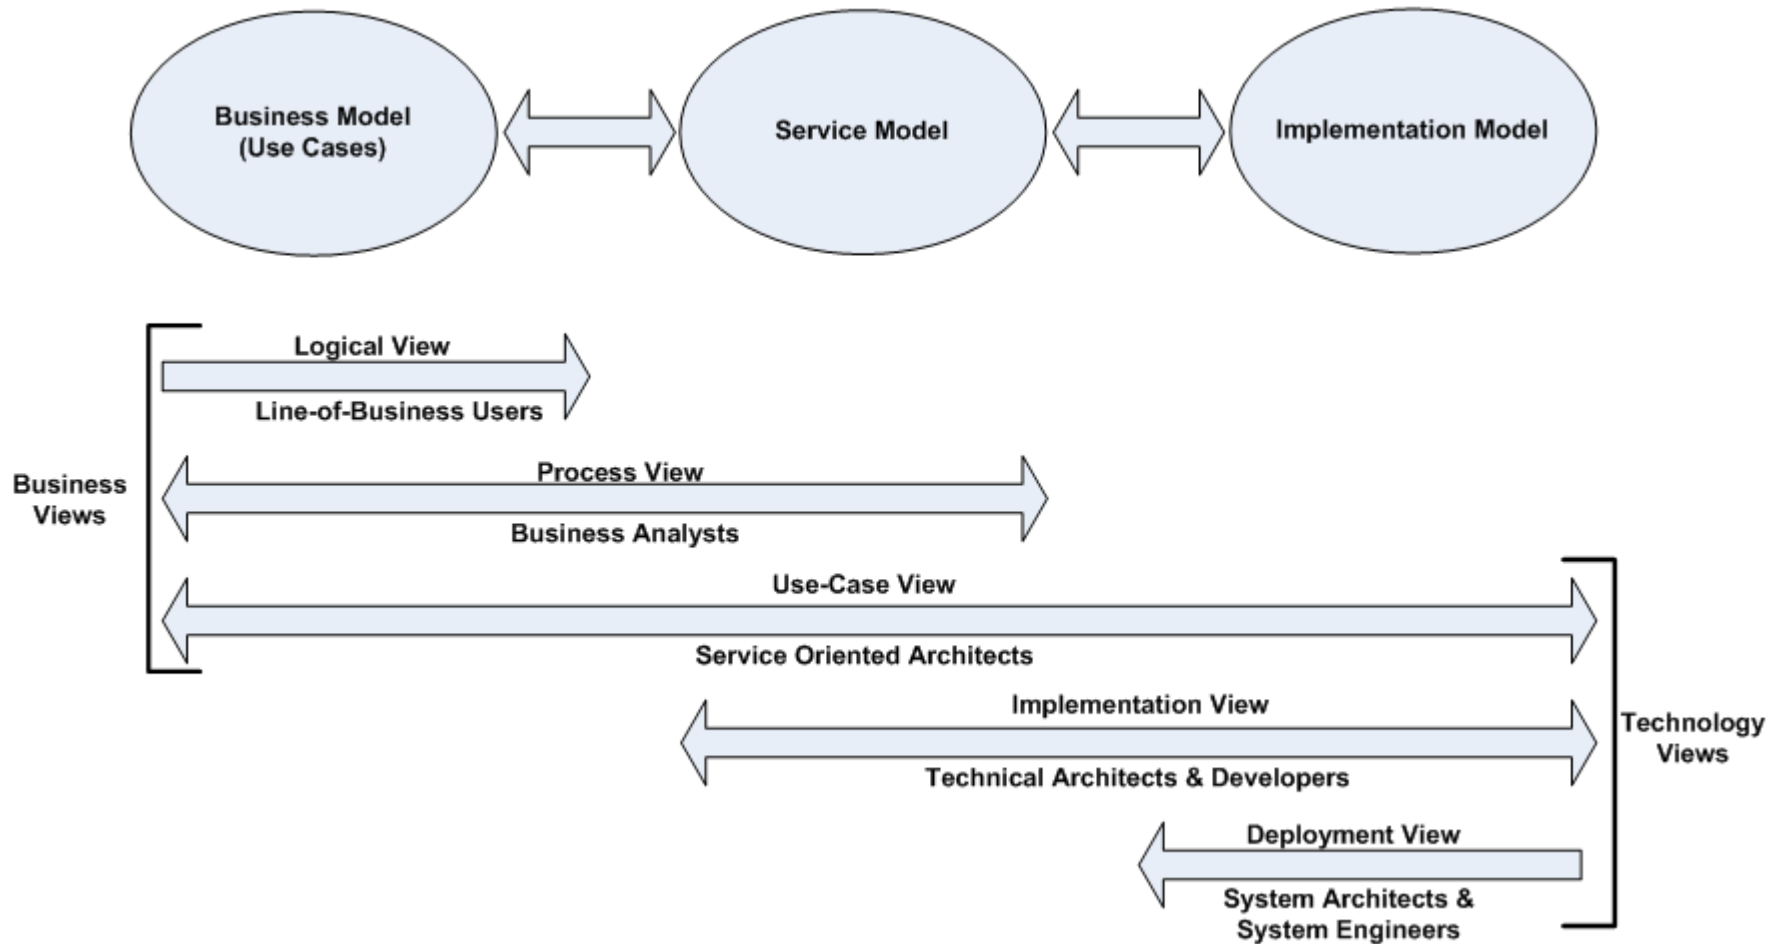 Business Model
(Use Cases)
Service Model
Implementation Model
Logical View
Line-of-Business Users
Process View
Business
Views
Business Analysts
Use-Case View
Service Oriented Architects
Implementation View
Technology
Views
Technical Architects & Developers
Deployment View
System Architects &
System Engineers